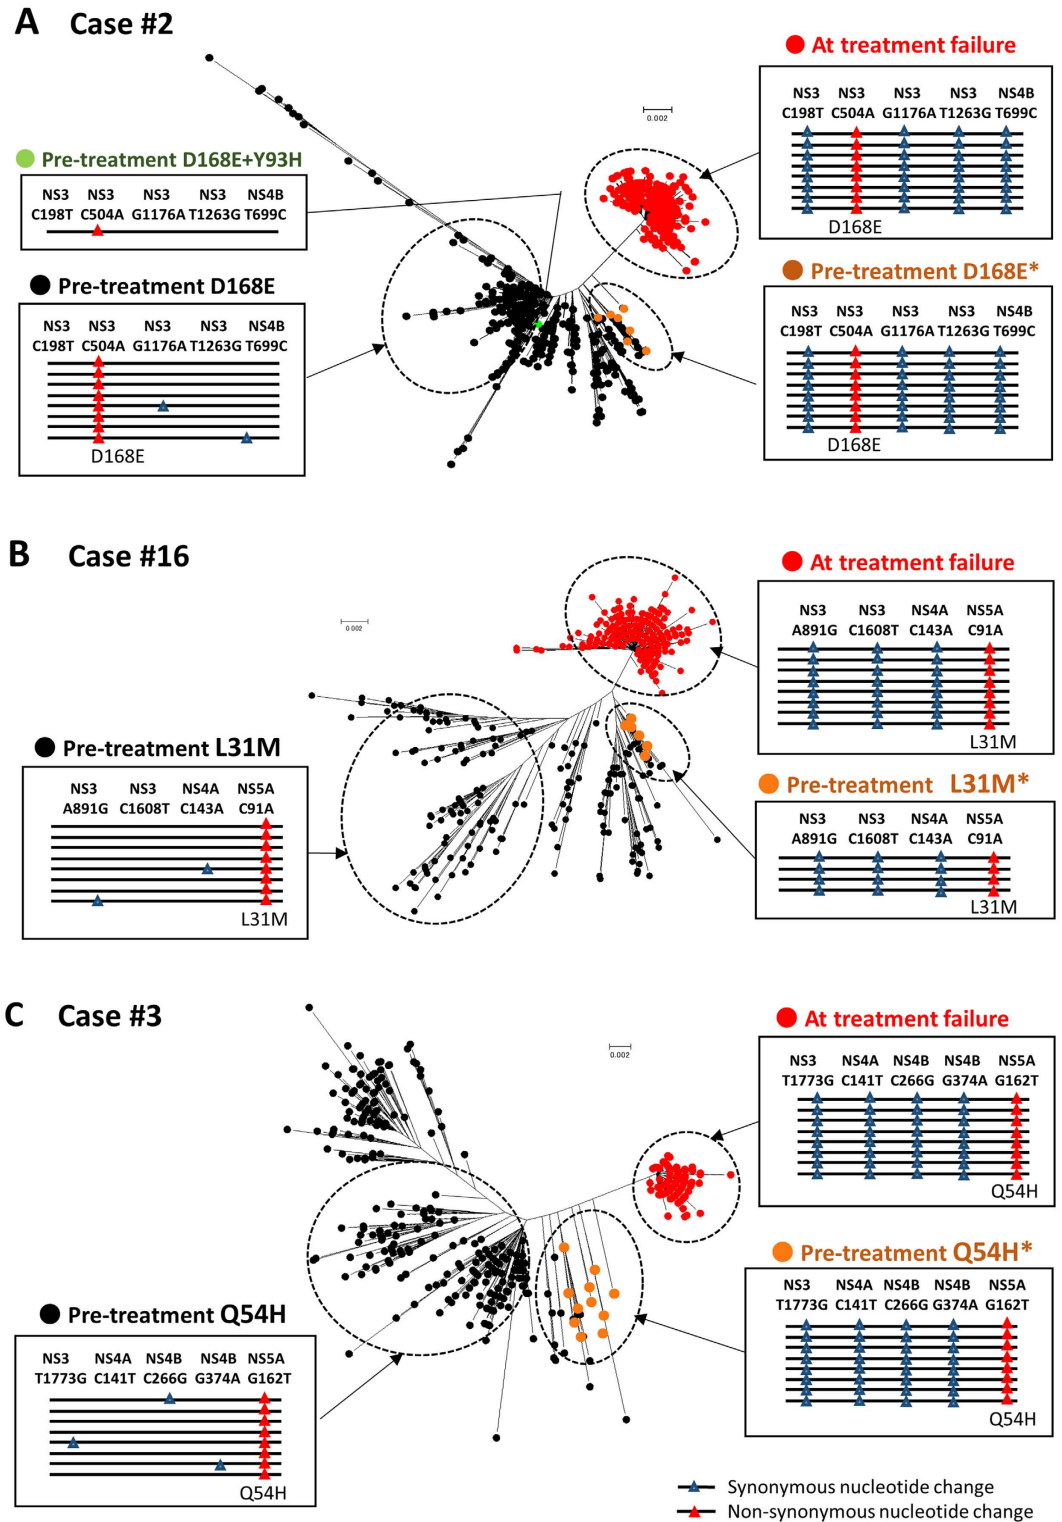 A Case #2
At treatment failure
NS3 NS3 NS3 NS3 NS4B
C198T C504A G1176A T1263G T699C
D168E
0.002
Pre-treatment D168E+Y93H
NS3 NS3 NS3 NS3 NS4B
C198T C504A G1176A T1263G T699C
Pre-treatment D168E*
NS3 NS3 NS3 NS3 NS4B
C198T C504A G1176A T1263G T699C
D168E
Pre-treatment D168E
NS3 NS3 NS3 NS3 NS4B
C198T C504A G1176A T1263G T699C
D168E
B Case #16
At treatment failure
NS3 NS3 NS4A NS5A
A891G C1608T C143A C91A
L31M
0.002
Pre-treatment L31M
NS3 NS3 NS4A NS5A
A891G C1608T C143A C91A
L31M
Pre-treatment L31M*
NS3 NS3 NS4A NS5A
A891G C1608T C143A C91A
L31M
C Case #3
At treatment failure
NS3 NS4A NS4B NS4B NS5A
T1773G C141T C266G G374A G162T
Q54H
0.002
Pre-treatment Q54H*
NS3 NS4A NS4B NS4B NS5A
T1773G C141T C266G G374A G162T
Q54H
Pre-treatment Q54H
NS3 NS4A NS4B NS4B NS5A
T1773G C141T C266G G374A G162T
Q54H
Synonymous nucleotide change
Non-synonymous nucleotide change